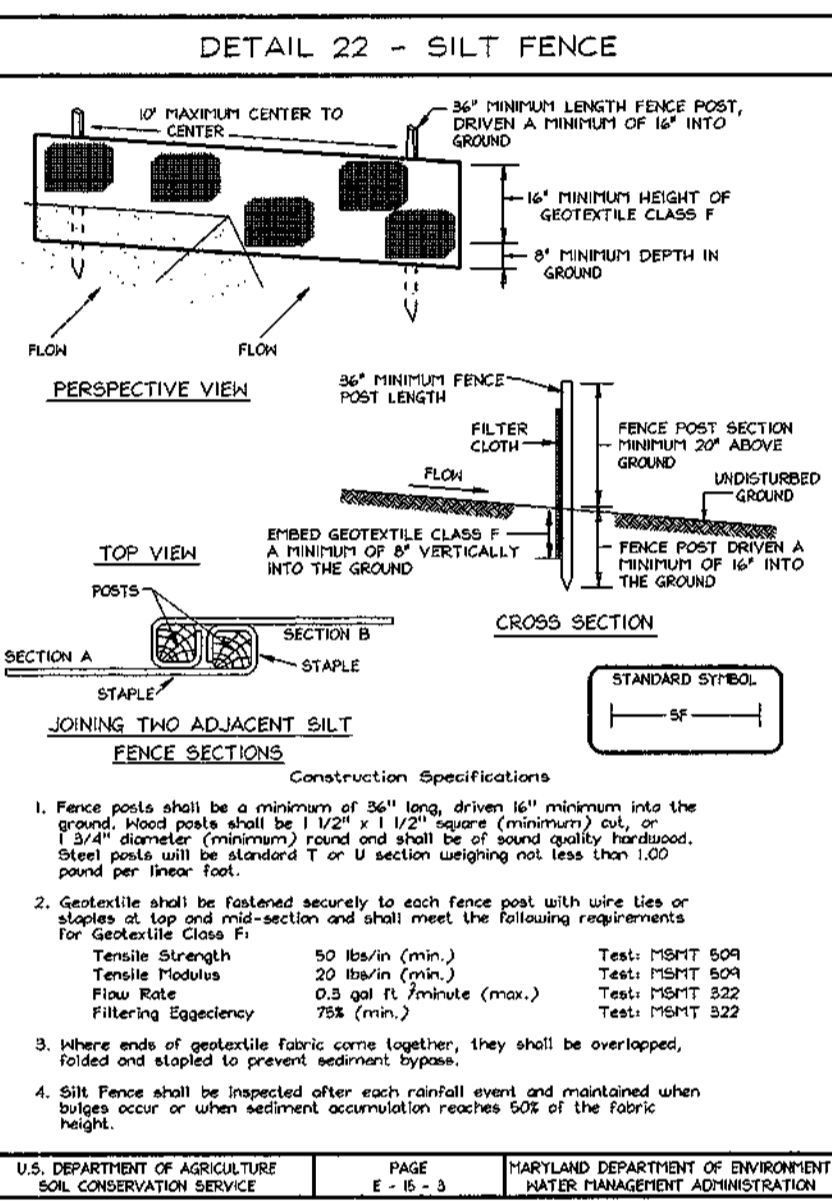 DETAIL 22 - SILT FENCE
10' MAXIMUM CENTER TO
CENTER
36" MINIMUM LENGTH FENCE POST,
DRIVEN A MINIMUM OF 16" INTO
GROUND
16" MINIMUM HEIGHT OF
GEOTEXTILE CLASS F
8" MINIMUM DEPTH IN
GROUND
FLOW
FLOW
PERSPECTIVE VIEW
36" MINIMUM FENCE
POST LENGTH
FILTER
CLOTH
FLOW
FENCE POST SECTION
MINIMUM 20" ABOVE
GROUND
UNDISTURBED
GROUND
EMBED GEOTEXTILE CLASS F
A MINIMUM OF 8" VERTICALLY
INTO THE GROUND
FENCE POST DRIVEN A
MINIMUM OF 16" INTO
THE GROUND
CROSS SECTION
TOP VIEW
POSTS
SECTION B
SECTION A
STAPLE
STAPLE
JOINING TWO ADJACENT SILT
FENCE SECTIONS
STANDARD SYMBOL
SF
Construction Specifications
1. Fence posts shall be a minimum of 36" long, driven 16" minimum into the
ground. Wood posts shall be 1 1/2" x 1 1/2" square (minimum) cut, or
1 3/4" diameter (minimum) round and shall be of sound quality hardwood.
Steel posts will be standard T or U section weighing not less than 1.00
pound per linear foot.
2. Geotextile shall be fastened securely to each fence post with wire ties or
staples at top and mid-section and shall meet the following requirements
for Geotextile Class F:
Tensile Strength 50 lbs/in (min.) Test: MSMT 509
Tensile Modulus 20 lbs/in (min.) Test: MSMT 509
Flow Rate 0.3 gal ft ²/minute (max.) Test: MSMT 322
Filtering Eggeciency 75% (min.) Test: MSMT 322
3. Where ends of geotextile fabric come together, they shall be overlapped,
folded and stapled to prevent sediment bypass.
4. Silt Fence shall be Inspected after each rainfall event and maintained when
bulges occur or when sediment accumulation reaches 50% of the fabric
height.
U.S. DEPARTMENT OF AGRICULTURE
SOIL CONSERVATION SERVICE
PAGE
E - 15 - 3
MARYLAND DEPARTMENT OF ENVIRONMENT
WATER MANAGEMENT ADMINISTRATION